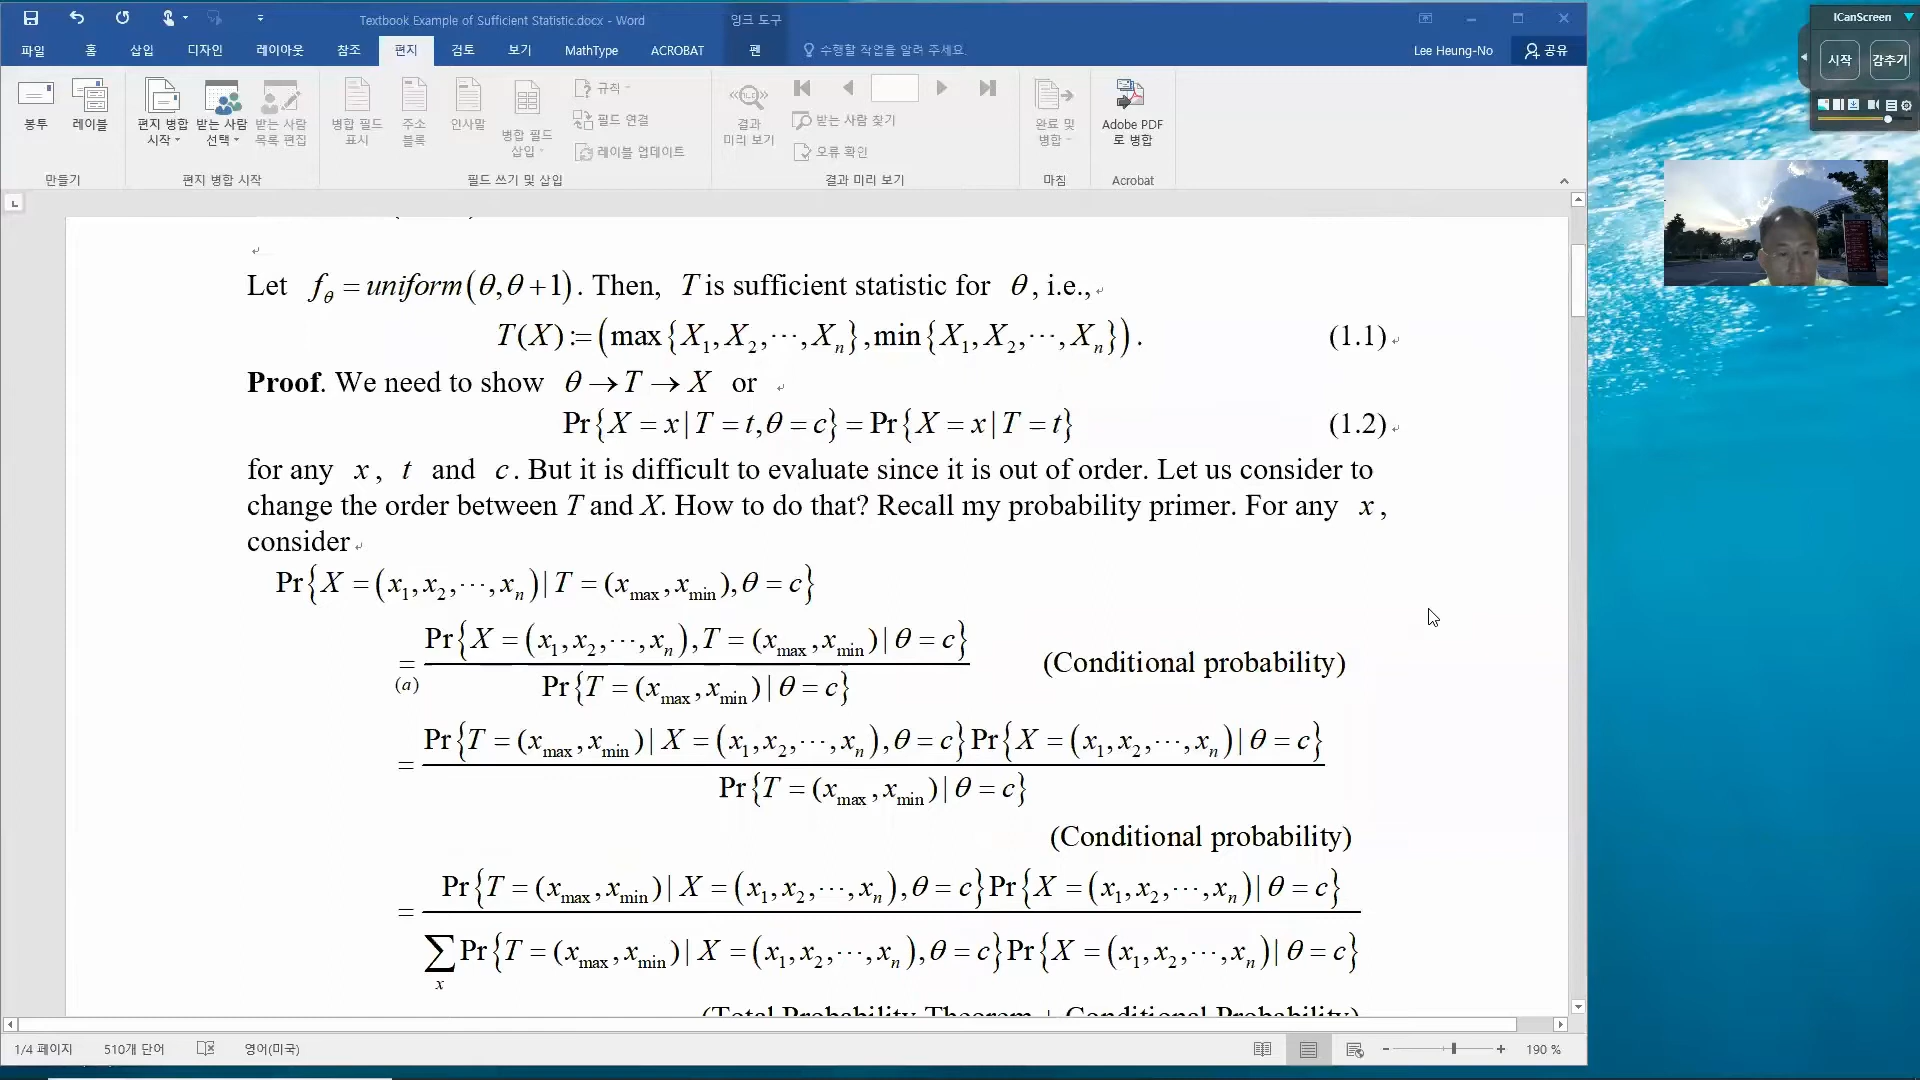 Textbook Example of Sufficient Statistic.docx - Word
잉크 도구
ICanScreen
파일 홈 삽입 디자인 레이아웃 참조 편지 검토 보기 MathType ACROBAT 펜 수행할 작업을 알려 주세요. Lee Heung-No 공유
시작 감추기
봉투 레이블 편지 병합 시작 받는 사람 선택 받는 사람 목록 편집 병합 필드 표시 주소 블록 인사말 병합 필드 삽입 규칙 필드 연결 레이블 업데이트 결과 미리 보기 받는 사람 찾기 오류 확인 완료 및 병합 Adobe PDF로 병합
만들기 편지 병합 시작 필드 쓰기 및 삽입 결과 미리 보기 마침 Acrobat
Let f_θ = uniform(θ, θ + 1). Then, T is sufficient statistic for θ, i.e.,
T(X) := (max{X_1, X_2, ⋯, X_n}, min{X_1, X_2, ⋯, X_n}). (1.1)
Proof. We need to show θ → T → X or
Pr{X = x | T = t, θ = c} = Pr{X = x | T = t} (1.2)
for any x, t and c. But it is difficult to evaluate since it is out of order. Let us consider to
change the order between T and X. How to do that? Recall my probability primer. For any x,
consider
Pr{X = (x_1, x_2, ⋯, x_n) | T = (x_max, x_min), θ = c}
Pr{X = (x_1, x_2, ⋯, x_n), T = (x_max, x_min) | θ = c}
= (a) (Conditional probability)
Pr{T = (x_max, x_min) | θ = c}
Pr{T = (x_max, x_min) | X = (x_1, x_2, ⋯, x_n), θ = c} Pr{X = (x_1, x_2, ⋯, x_n) | θ = c}
=
Pr{T = (x_max, x_min) | θ = c}
(Conditional probability)
Pr{T = (x_max, x_min) | X = (x_1, x_2, ⋯, x_n), θ = c} Pr{X = (x_1, x_2, ⋯, x_n) | θ = c}
=
∑_x Pr{T = (x_max, x_min) | X = (x_1, x_2, ⋯, x_n), θ = c} Pr{X = (x_1, x_2, ⋯, x_n) | θ = c}
(Total Probability Theorem + Conditional Probability)
1/4 페이지 510개 단어 영어(미국) 190 %